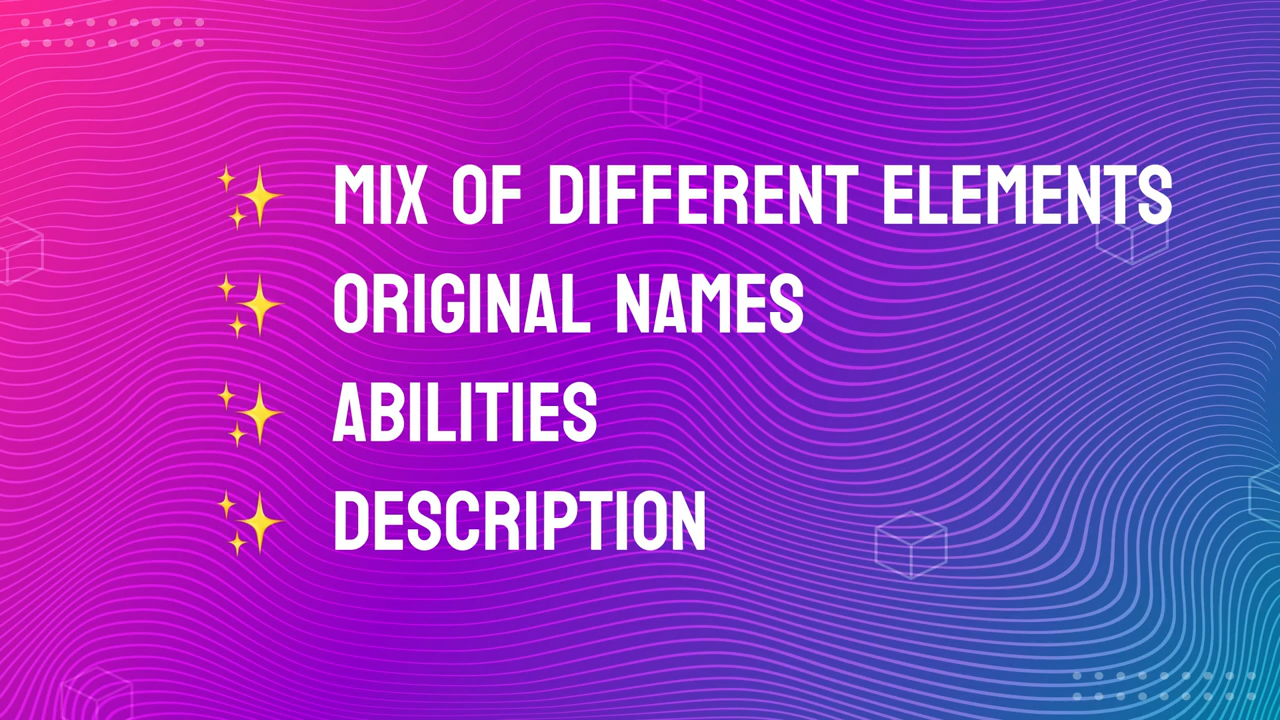 MIX OF DIFFERENT ELEMENTS
ORIGINAL NAMES
ABILITIES
DESCRIPTION